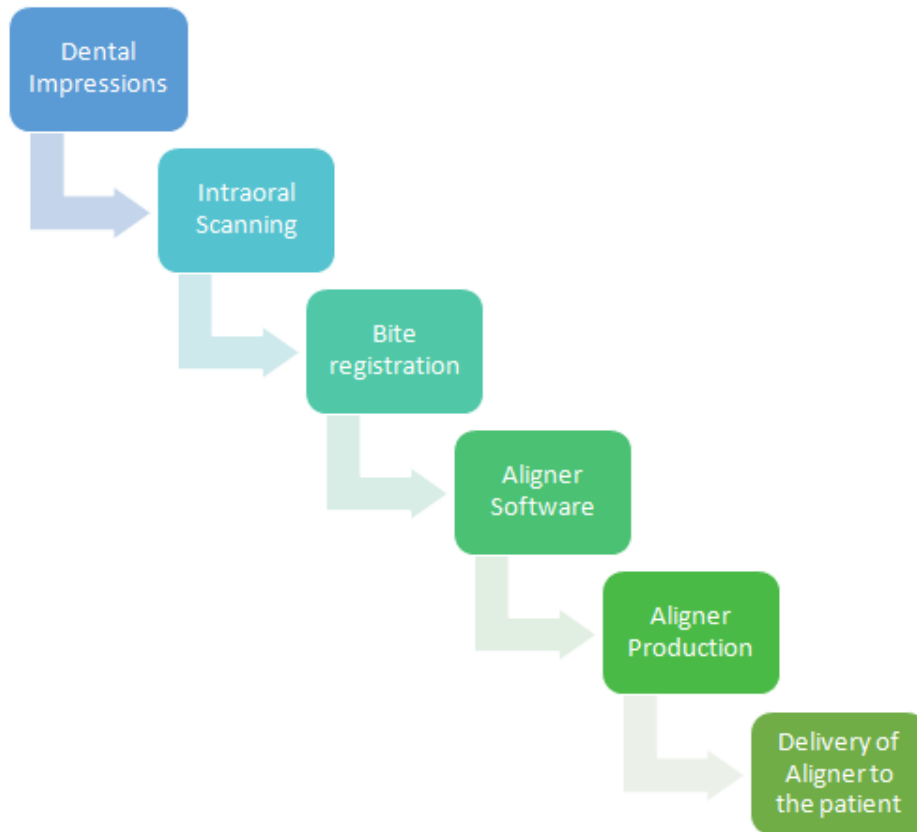 Dental
Impressions
Intraoral
Scanning
Bite
registration
Aligner
Software
Aligner
Production
Delivery of
Aligner to
the patient